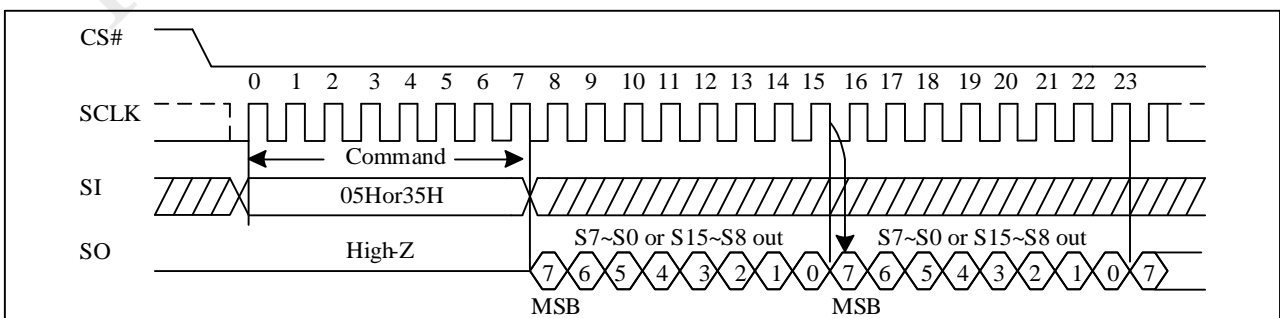 CS#
0 1 2 3 4 5 6 7 8 9 10 11 12 13 14 15 16 17 18 19 20 21 22 23
SCLK
Command
SI
05Hor35H
SO
High-Z
S7~S0 or S15~S8 out
S7~S0 or S15~S8 out
7 6 5 4 3 2 1 0 7 6 5 4 3 2 1 0 7
MSB
MSB